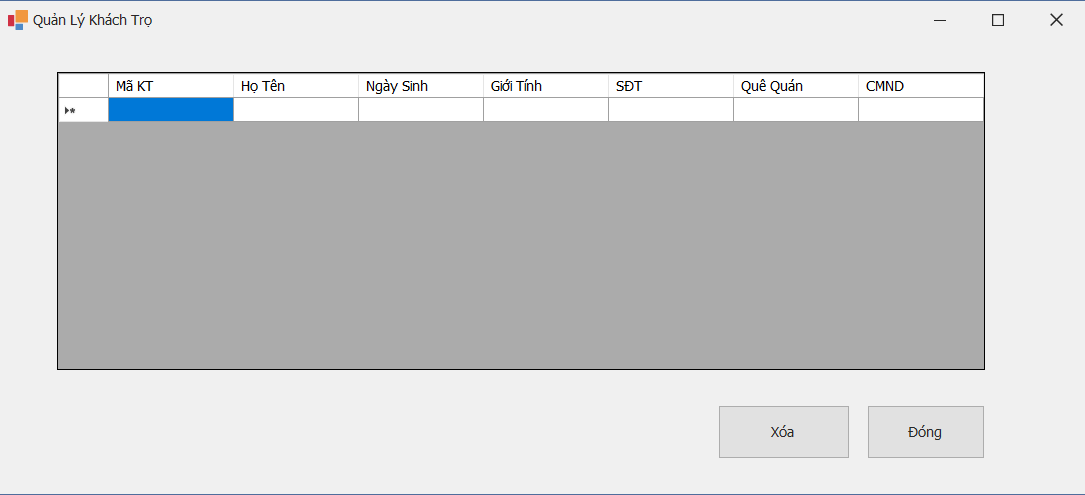 Quản Lý Khách Trọ
Mã KT Họ Tên Ngày Sinh Giới Tính SĐT Quê Quán CMND
Xóa Đóng